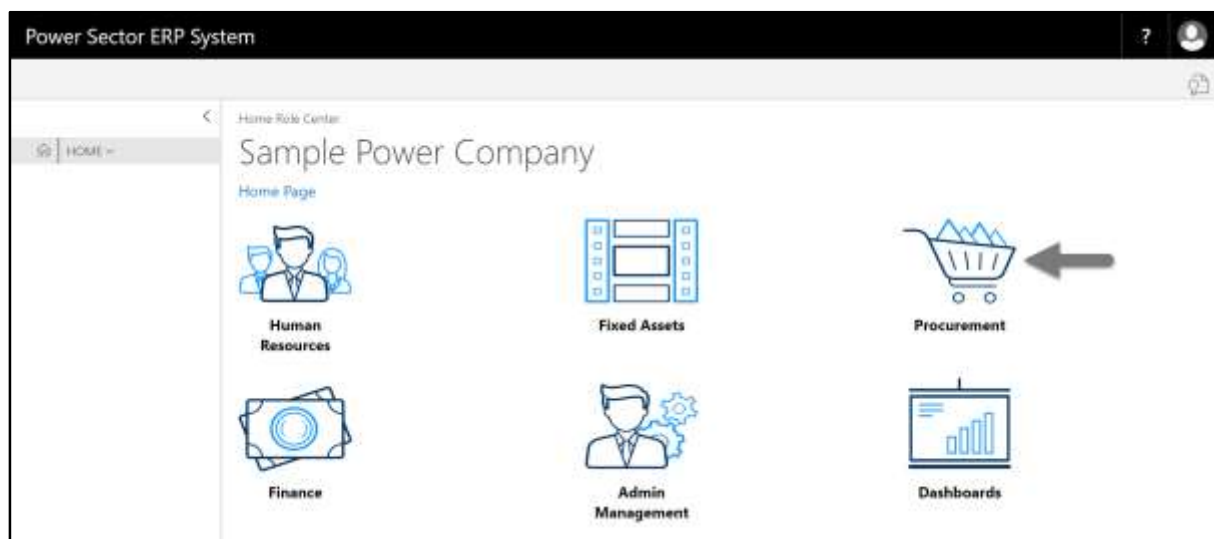 Power Sector ERP System
?
Home Role Center
HOME
Sample Power Company
Home Page
Human
Resources
Fixed Assets
Procurement
Finance
Admin
Management
Dashboards